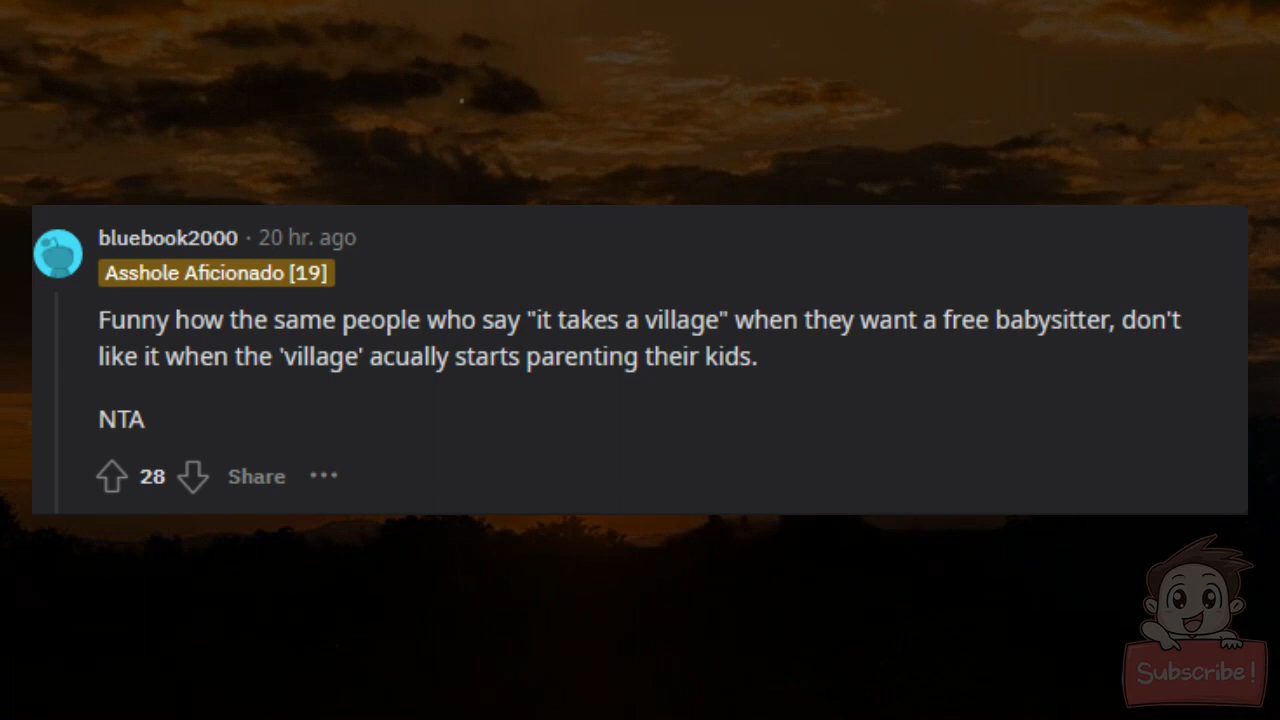 bluebook2000 · 20 hr. ago
Asshole Aficionado [19]
Funny how the same people who say "it takes a village" when they want a free babysitter, don't
like it when the 'village' acually starts parenting their kids.
NTA
28 Share ···
Subscribe!